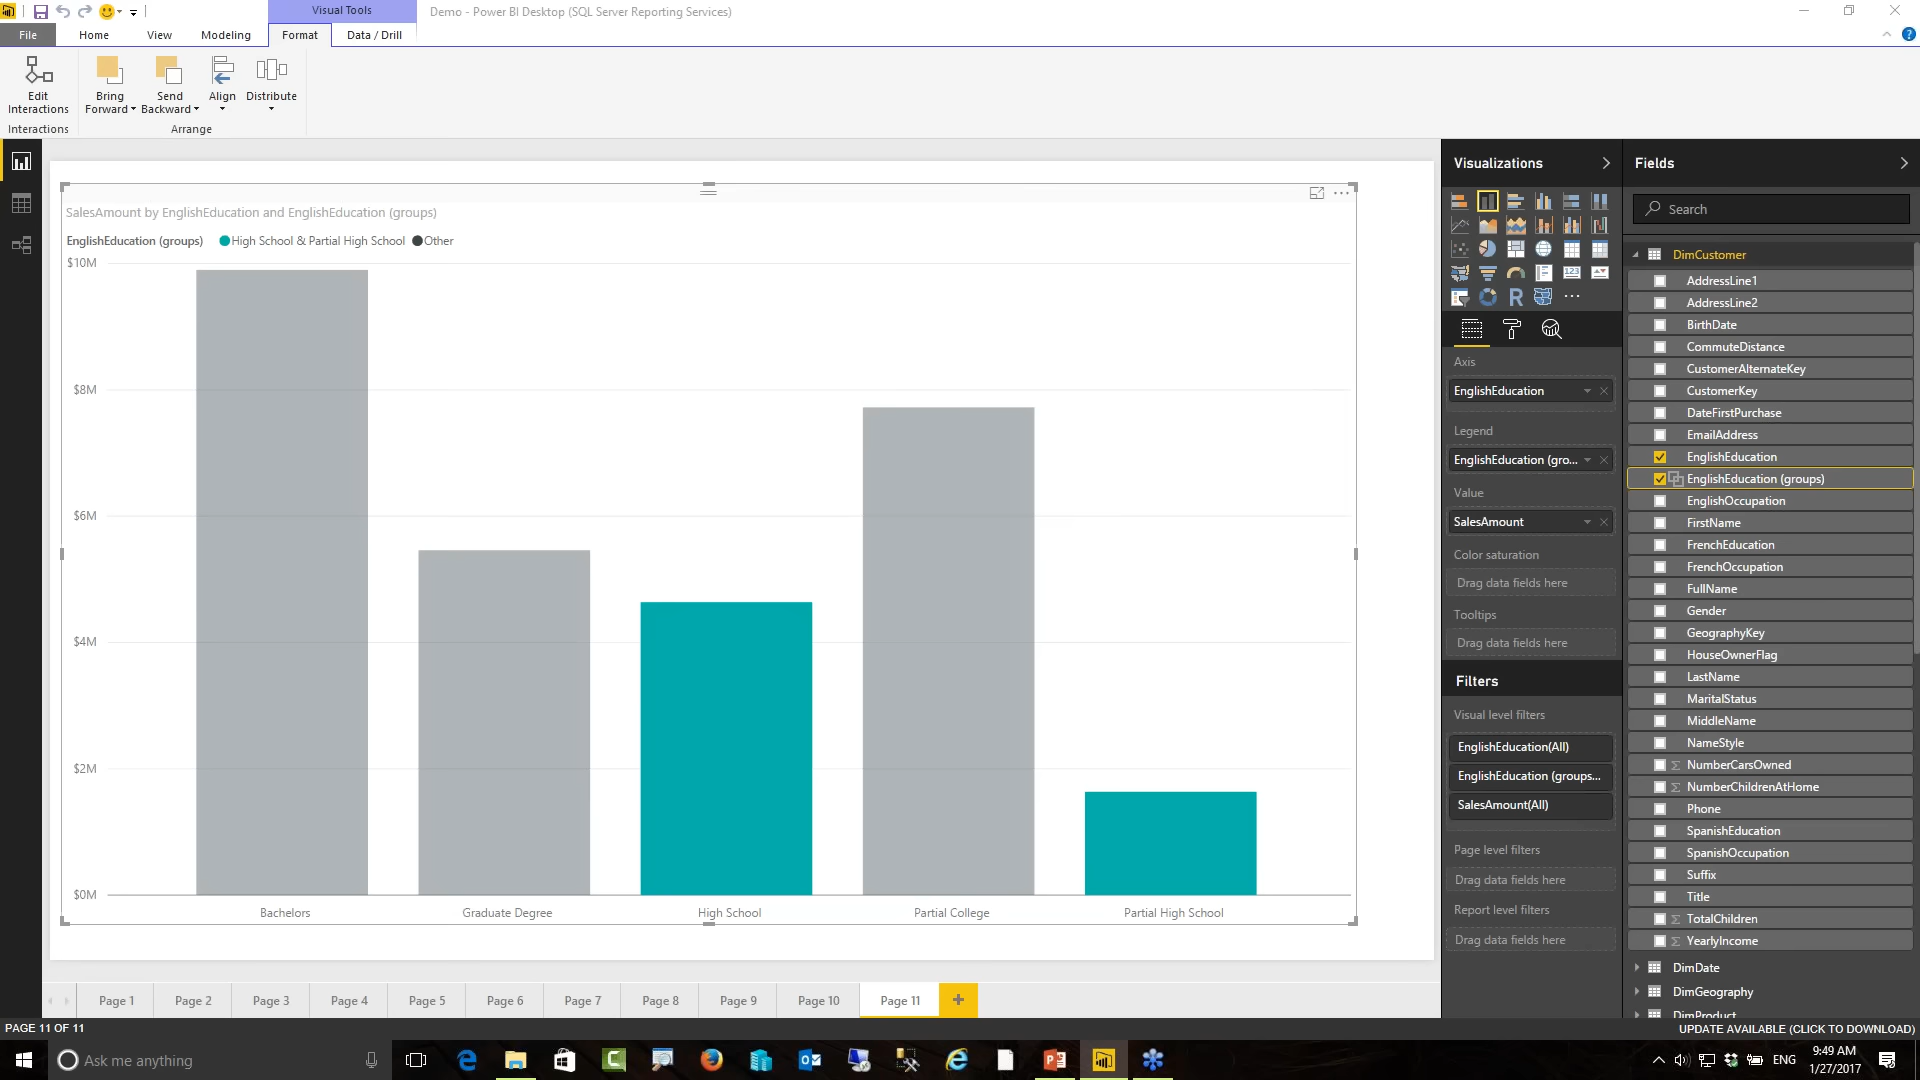 Visual Tools
Demo - Power BI Desktop (SQL Server Reporting Services)
File Home View Modeling Format Data / Drill
Edit Interactions
Bring Forward
Send Backward
Align
Distribute
Interactions
Arrange
SalesAmount by EnglishEducation and EnglishEducation (groups)
EnglishEducation (groups) High School & Partial High School Other
$10M
$8M
$6M
$4M
$2M
$0M
Bachelors Graduate Degree High School Partial College Partial High School
Visualizations
R
123
Axis
EnglishEducation
Legend
EnglishEducation (gro...
Value
SalesAmount
Color saturation
Drag data fields here
Tooltips
Drag data fields here
Filters
Visual level filters
EnglishEducation(All)
EnglishEducation (groups...
SalesAmount(All)
Page level filters
Drag data fields here
Report level filters
Drag data fields here
Fields
Search
DimCustomer
AddressLine1
AddressLine2
BirthDate
CommuteDistance
CustomerAlternateKey
CustomerKey
DateFirstPurchase
EmailAddress
EnglishEducation
EnglishEducation (groups)
EnglishOccupation
FirstName
FrenchEducation
FrenchOccupation
FullName
Gender
GeographyKey
HouseOwnerFlag
LastName
MaritalStatus
MiddleName
NameStyle
Σ NumberCarsOwned
Σ NumberChildrenAtHome
Phone
SpanishEducation
SpanishOccupation
Suffix
Title
Σ TotalChildren
Σ YearlyIncome
DimDate
DimGeography
DimProduct
Page 1 Page 2 Page 3 Page 4 Page 5 Page 6 Page 7 Page 8 Page 9 Page 10 Page 11 +
PAGE 11 OF 11
UPDATE AVAILABLE (CLICK TO DOWNLOAD)
Ask me anything
ENG
9:49 AM
1/27/2017